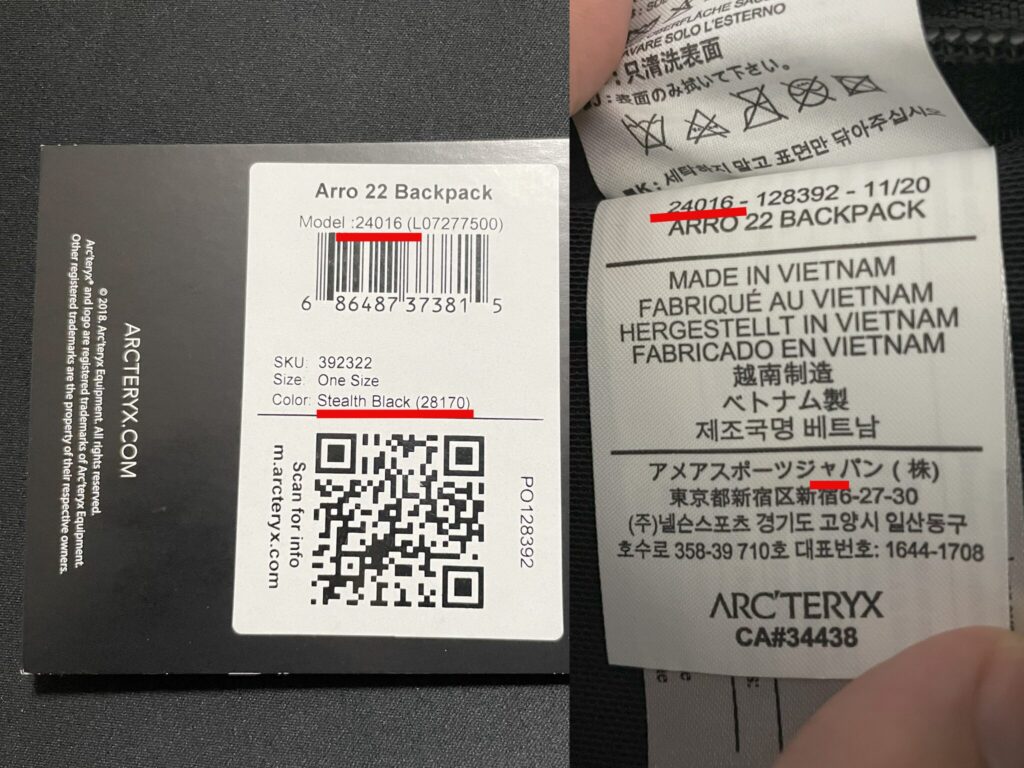 Arro 22 Backpack
Model :24016 (L07277500)
6 86487 37381 5
SKU: 392322
Size: One Size
Color: Stealth Black (28170)
Scan for info
m.arcteryx.com
PO128392
ARCTERYX.COM
© 2018. Arc'teryx Equipment. All rights reserved.
Arc'teryx® and logo are registered trademarks of Arc'teryx Equipment.
Other registered trademarks are the property of their respective owners.
AVARE SOLO L'ESTERNO
: 只清洗表面
: 表面のみ拭いて下さい。
K: 세탁하지 말고 표면만 닦아주십시오
24016 - 128392 - 11/20
ARRO 22 BACKPACK
MADE IN VIETNAM
FABRIQUÉ AU VIETNAM
HERGESTELLT IN VIETNAM
FABRICADO EN VIETNAM
越南制造
ベトナム製
제조국명 베트남
アメアスポーツジャパン ( 株)
東京都新宿区新宿6-27-30
(주)넬슨스포츠 경기도 고양시 일산동구
호수로 358-39 710호 대표번호: 1644-1708
ARC'TERYX
CA#34438